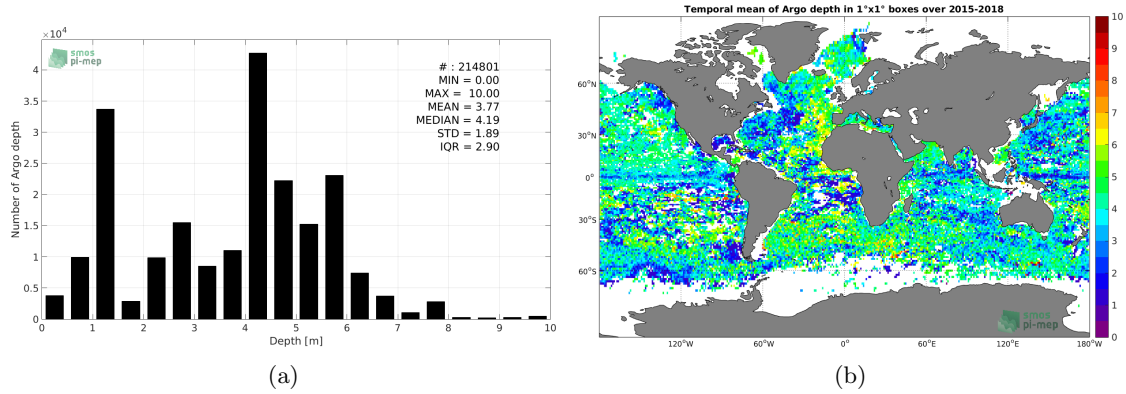 ×10⁴
smos
pi-mep
# : 214801
MIN = 0.00
MAX = 10.00
MEAN = 3.77
MEDIAN = 4.19
STD = 1.89
IQR = 2.90
4
3.5
3
2.5
2
1.5
1
0.5
0
Number of Argo depth
0 1 2 3 4 5 6 7 8 9 10
Depth [m]
(a)
Temporal mean of Argo depth in 1°x1° boxes over 2015-2018
60°N
30°N
0°
30°S
60°S
120°W 60°W 0° 60°E 120°E 180°W
smos
pi-mep
10
9
8
7
6
5
4
3
2
1
0
(b)